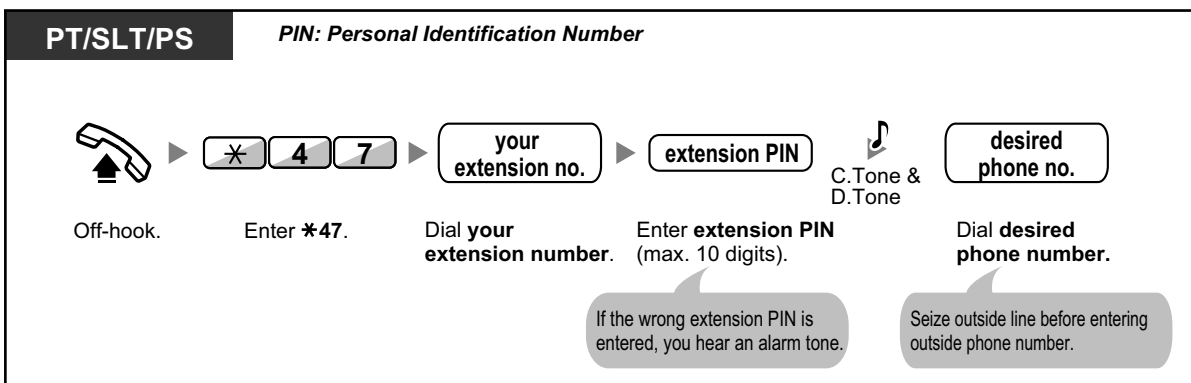 PT/SLT/PS
PIN: Personal Identification Number
* 4 7
your
extension no.
extension PIN
C.Tone &
D.Tone
desired
phone no.
Off-hook.
Enter *47.
Dial your
extension number.
Enter extension PIN
(max. 10 digits).
Dial desired
phone number.
If the wrong extension PIN is
entered, you hear an alarm tone.
Seize outside line before entering
outside phone number.